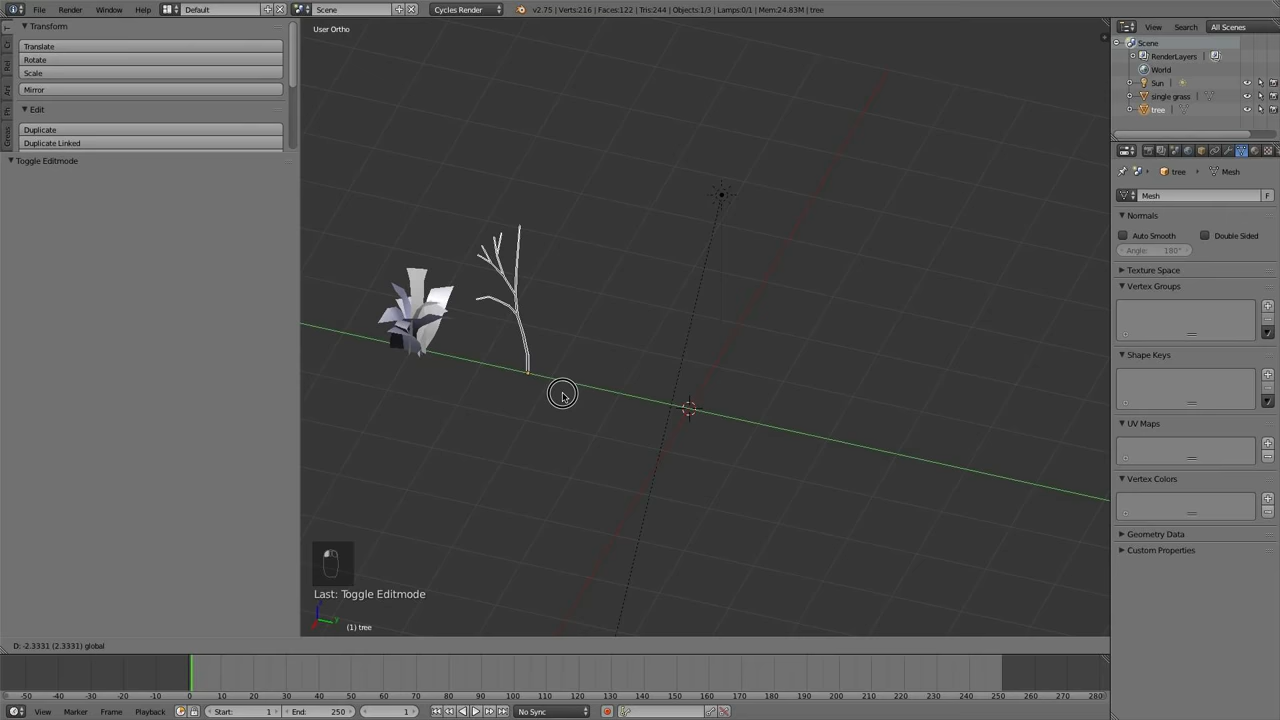 File Render Window Help Default Scene Cycles Render v2.75 | Verts:216 | Faces:122 | Tris:244 | Objects:1/3 | Lamps:0/1 | Mem:24.83M | tree
View Search All Scenes
Transform
User Ortho
Scene
Translate
RenderLayers
Rotate
World
Scale
Sun
Mirror
single grass
Edit
tree
Duplicate
Duplicate Linked
Toggle Editmode
tree Mesh
Mesh F
Normals
Auto Smooth Double Sided
Angle: 180°
Texture Space
Vertex Groups
Shape Keys
UV Maps
Vertex Colors
Geometry Data
Custom Properties
Last: Toggle Editmode
(1) tree
D: -2.3331 (2.3331) global
-50 -40 -30 -20 -10 0 10 20 30 40 50 60 70 80 90 100 110 120 130 140 150 160 170 180 190 200 210 220 230 240 250 260 270 280
View Marker Frame Playback Start: 1 End: 250 1 No Sync